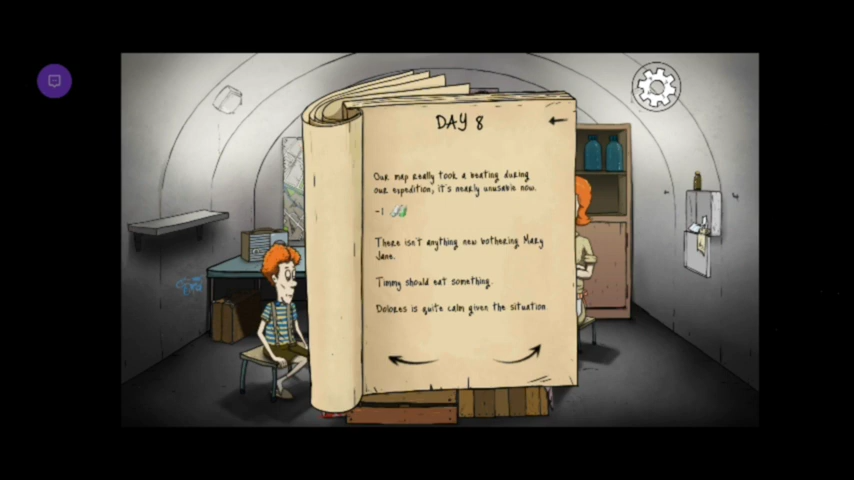 DAY 8
Our map really took a beating during
our expedition, it's nearly unusable now.
-1
There isn't anything new bothering Mary
Jane.
Timmy should eat something.
Dolores is quite calm given the situation.